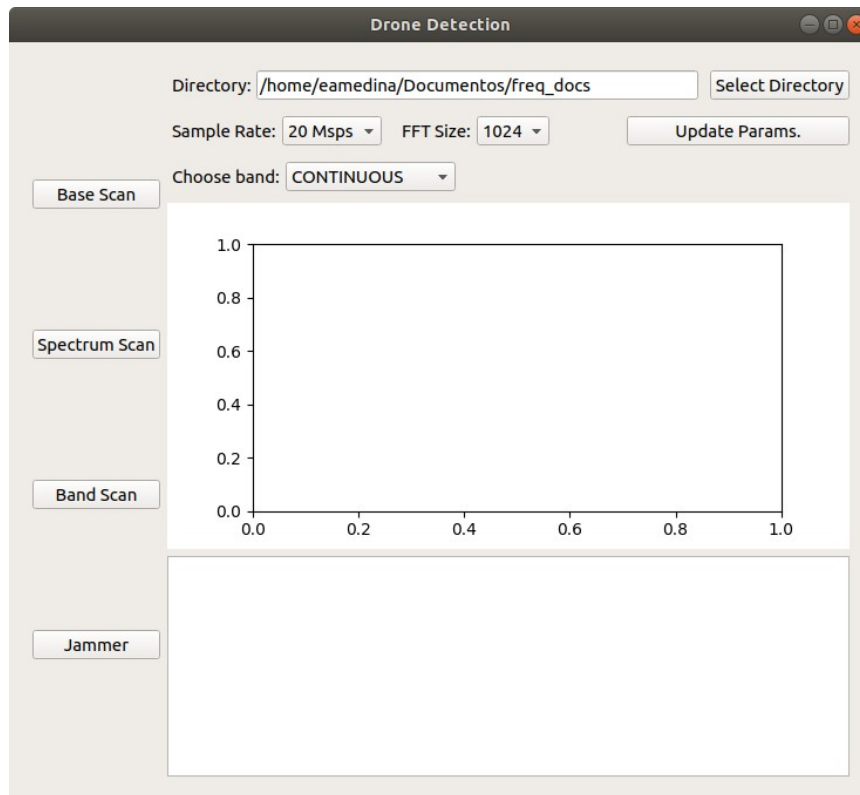 Drone Detection
Directory: /home/eamedina/Documentos/freq_docs Select Directory
Sample Rate: 20 Msps FFT Size: 1024 Update Params.
Choose band: CONTINUOUS
Base Scan
Spectrum Scan
Band Scan
Jammer
1.0
0.8
0.6
0.4
0.2
0.0
0.0 0.2 0.4 0.6 0.8 1.0